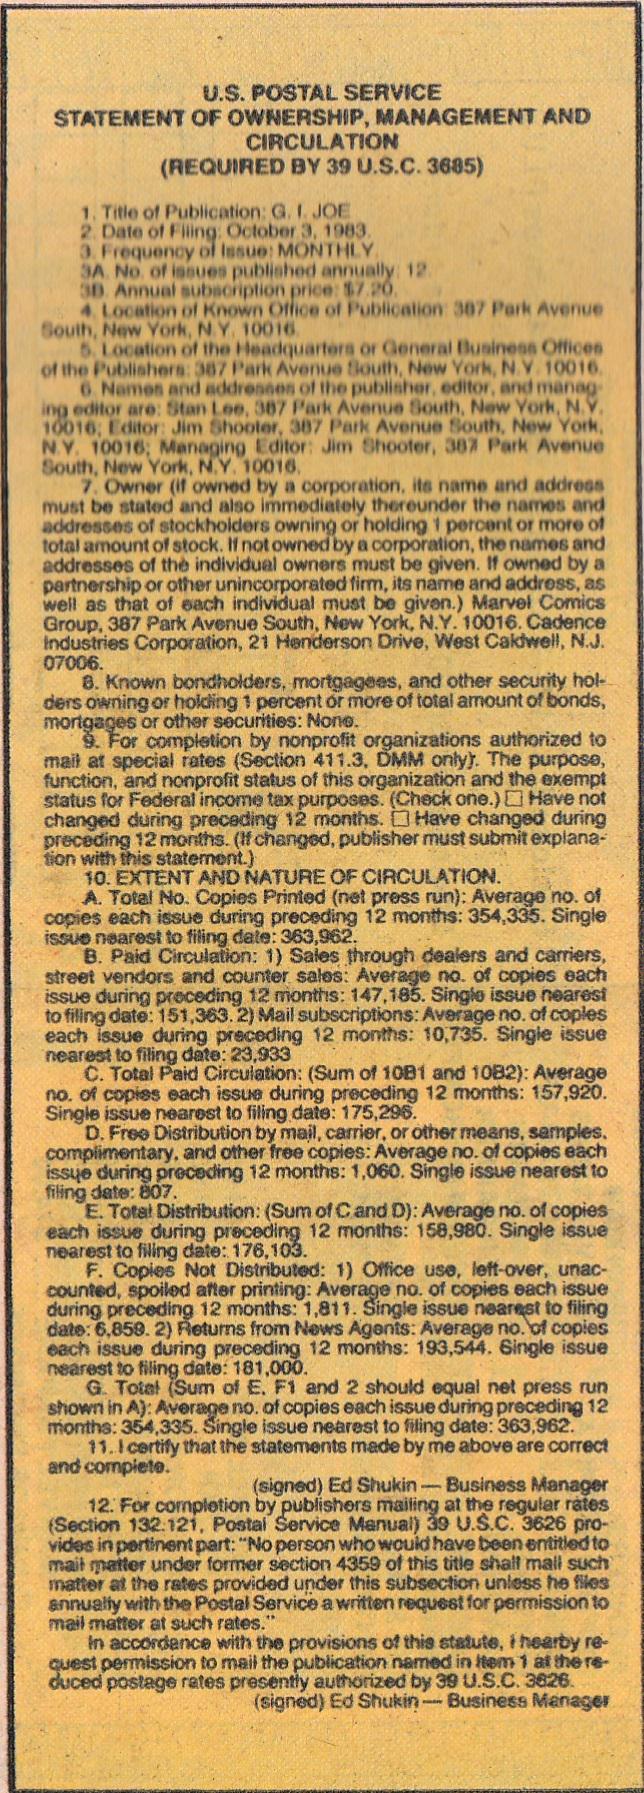 U.S. POSTAL SERVICE
STATEMENT OF OWNERSHIP, MANAGEMENT AND
CIRCULATION
(REQUIRED BY 39 U.S.C. 3685)
1. Title of Publication: G. I. JOE
2. Date of Filing: October 3, 1983.
3. Frequency of Issue: MONTHLY
3A. No. of issues published annually: 12
3B. Annual subscription price: $7.20.
4. Location of Known Office of Publication: 387 Park Avenue
South, New York, N.Y. 10016.
5. Location of the Headquarters or General Business Offices
of the Publishers: 387 Park Avenue South, New York, N.Y. 10016.
6. Names and addresses of the publisher, editor, and manag-
ing editor are: Stan Lee, 387 Park Avenue South, New York, N.Y.
10016; Editor: Jim Shooter, 387 Park Avenue South, New York,
N.Y. 10016; Managing Editor: Jim Shooter, 387 Park Avenue
South, New York, N.Y. 10016.
7. Owner (if owned by a corporation, its name and address
must be stated and also immediately thereunder the names and
addresses of stockholders owning or holding 1 percent or more of
total amount of stock. If not owned by a corporation, the names and
addresses of the individual owners must be given. If owned by a
partnership or other unincorporated firm, its name and address, as
well as that of each individual must be given.) Marvel Comics
Group, 387 Park Avenue South, New York, N.Y. 10016. Cadence
Industries Corporation, 21 Henderson Drive, West Caldwell, N.J.
07006.
8. Known bondholders, mortgagees, and other security hol-
ders owning or holding 1 percent or more of total amount of bonds,
mortgages or other securities: None.
9. For completion by nonprofit organizations authorized to
mail at special rates (Section 411.3, DMM only). The purpose,
function, and nonprofit status of this organization and the exempt
status for Federal income tax purposes. (Check one.) ☐ Have not
changed during preceding 12 months. ☐ Have changed during
preceding 12 months. (If changed, publisher must submit explana-
tion with this statement.)
10. EXTENT AND NATURE OF CIRCULATION.
A. Total No. Copies Printed (net press run): Average no. of
copies each issue during preceding 12 months: 354,335. Single
issue nearest to filing date: 363,962.
B. Paid Circulation: 1) Sales through dealers and carriers,
street vendors and counter sales: Average no. of copies each
issue during preceding 12 months: 147,185. Single issue nearest
to filing date: 151,363. 2) Mail subscriptions: Average no. of copies
each issue during preceding 12 months: 10,735. Single issue
nearest to filing date: 23,933
C. Total Paid Circulation: (Sum of 10B1 and 10B2): Average
no. of copies each issue during preceding 12 months: 157,920.
Single issue nearest to filing date: 175,296.
D. Free Distribution by mail, carrier, or other means, samples,
complimentary, and other free copies: Average no. of copies each
issue during preceding 12 months: 1,060. Single issue nearest to
filing date: 807.
E. Total Distribution: (Sum of C and D): Average no. of copies
each issue during preceding 12 months: 158,980. Single issue
nearest to filing date: 176,103.
F. Copies Not Distributed: 1) Office use, left-over, unac-
counted, spoiled after printing: Average no. of copies each issue
during preceding 12 months: 1,811. Single issue nearest to filing
date: 6,859. 2) Returns from News Agents: Average no. of copies
each issue during preceding 12 months: 193,544. Single issue
nearest to filing date: 181,000.
G. Total (Sum of E, F1 and 2 should equal net press run
shown in A): Average no. of copies each issue during preceding 12
months: 354,335. Single issue nearest to filing date: 363,962.
11. I certify that the statements made by me above are correct
and complete.
(signed) Ed Shukin — Business Manager
12. For completion by publishers mailing at the regular rates
(Section 132.121, Postal Service Manual) 39 U.S.C. 3626 pro-
vides in pertinent part: "No person who would have been entitled to
mail matter under former section 4359 of this title shall mail such
matter at the rates provided under this subsection unless he files
annually with the Postal Service a written request for permission to
mail matter at such rates."
In accordance with the provisions of this statute, I hearby re-
quest permission to mail the publication named in Item 1 at the re-
duced postage rates presently authorized by 39 U.S.C. 3626.
(signed) Ed Shukin — Business Manager